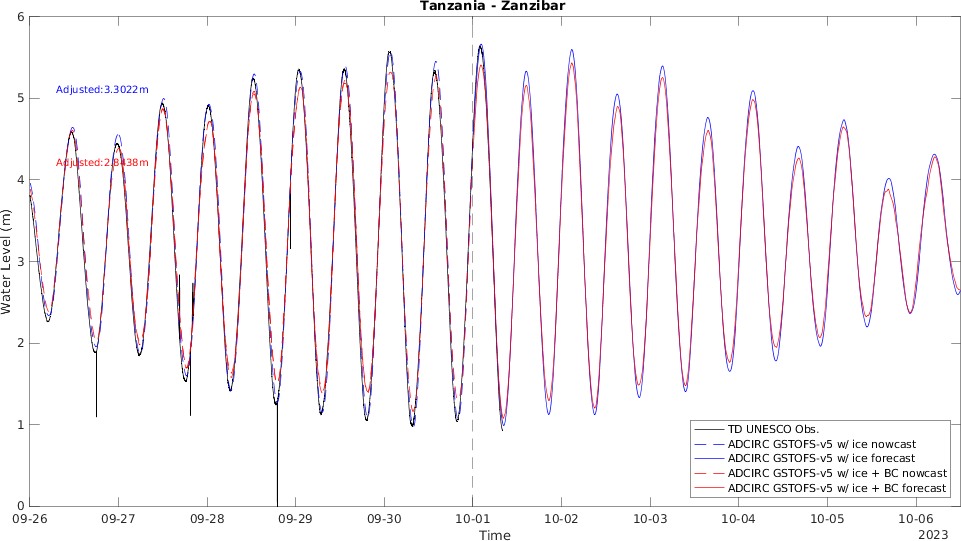 Tanzania - Zanzibar
6
5
4
3
2
1
0
Water Level (m)
Adjusted:3.3022m
Adjusted:2.8438m
TD UNESCO Obs.
ADCIRC GSTOFS-v5 w/ ice nowcast
ADCIRC GSTOFS-v5 w/ ice forecast
ADCIRC GSTOFS-v5 w/ ice + BC nowcast
ADCIRC GSTOFS-v5 w/ ice + BC forecast
09-26 09-27 09-28 09-29 09-30 10-01 10-02 10-03 10-04 10-05 10-06
Time
2023